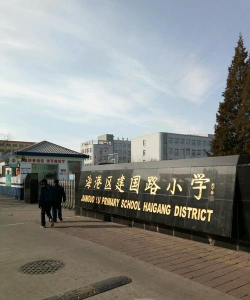 海港区建国路小学
JIANGUO LU PRIMARY SCHOOL HAIGANG DISTRICT